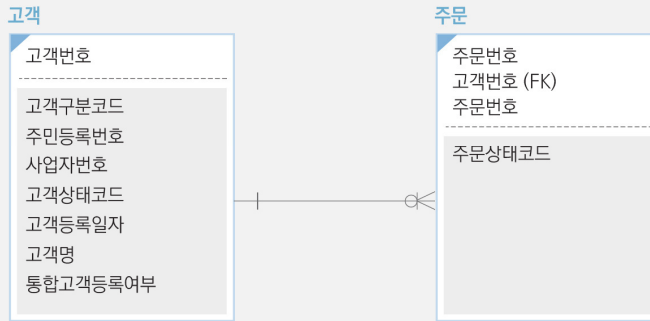 고객
고객번호
고객구분코드
주민등록번호
사업자번호
고객상태코드
고객등록일자
고객명
통합고객등록여부
주문
주문번호
고객번호 (FK)
주문번호
주문상태코드